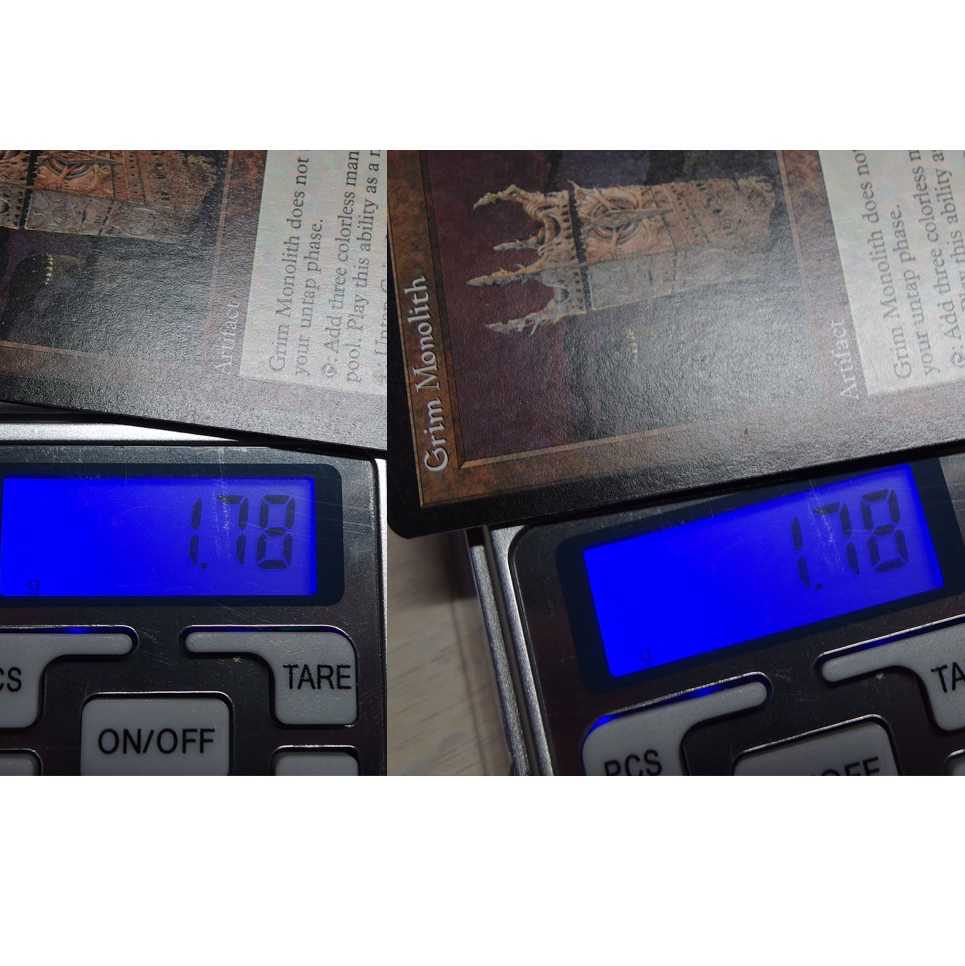 Artifact
Grim Monolith does not
your untap phase.
: Add three colorless man
pool. Play this ability as a
1.78
TARE
ON/OFF
Grim Monolith
Artifact
Grim Monolith does no
your untap phase.
: Add three colorless
pool. Play this ability a
1.78
PCS